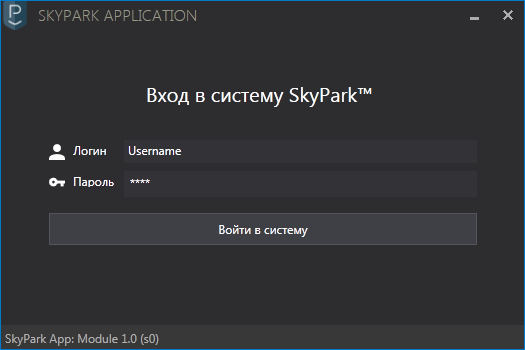 SKYPARK APPLICATION
Вход в систему SkyPark™
Логин Username
Пароль ****
Войти в систему
SkyPark App: Module 1.0 (s0)